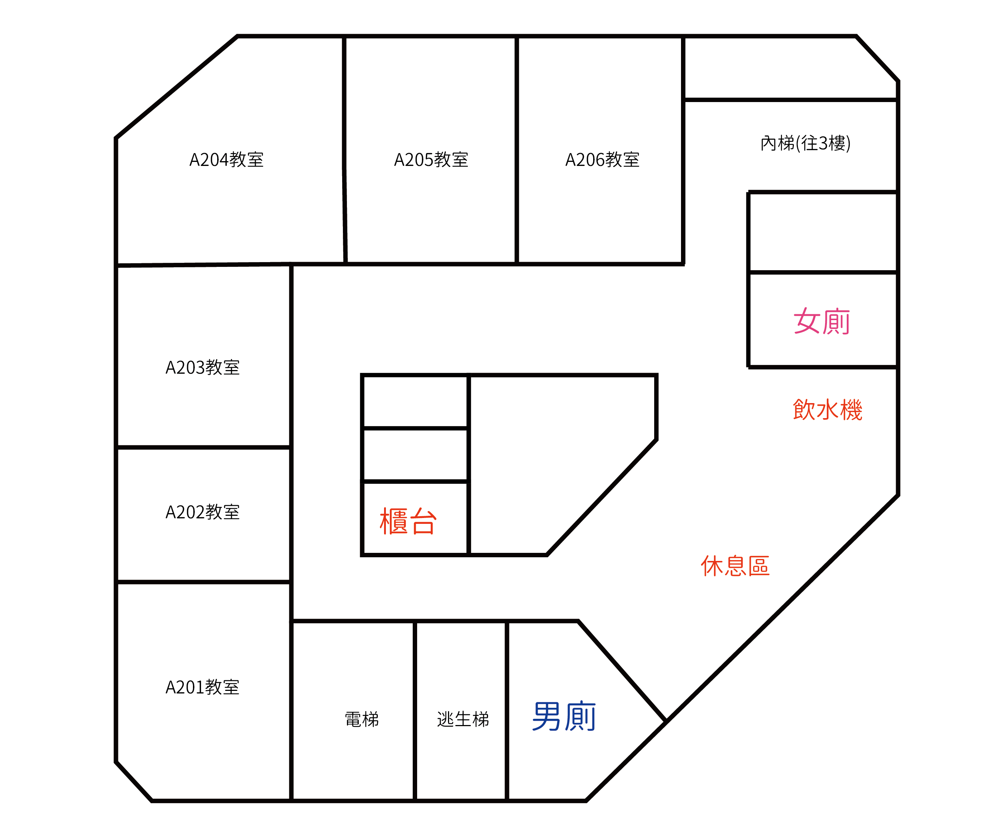 內梯(往3樓)
A204教室
A205教室
A206教室
女廁
A203教室
飲水機
A202教室
櫃台
休息區
A201教室
電梯
逃生梯
男廁